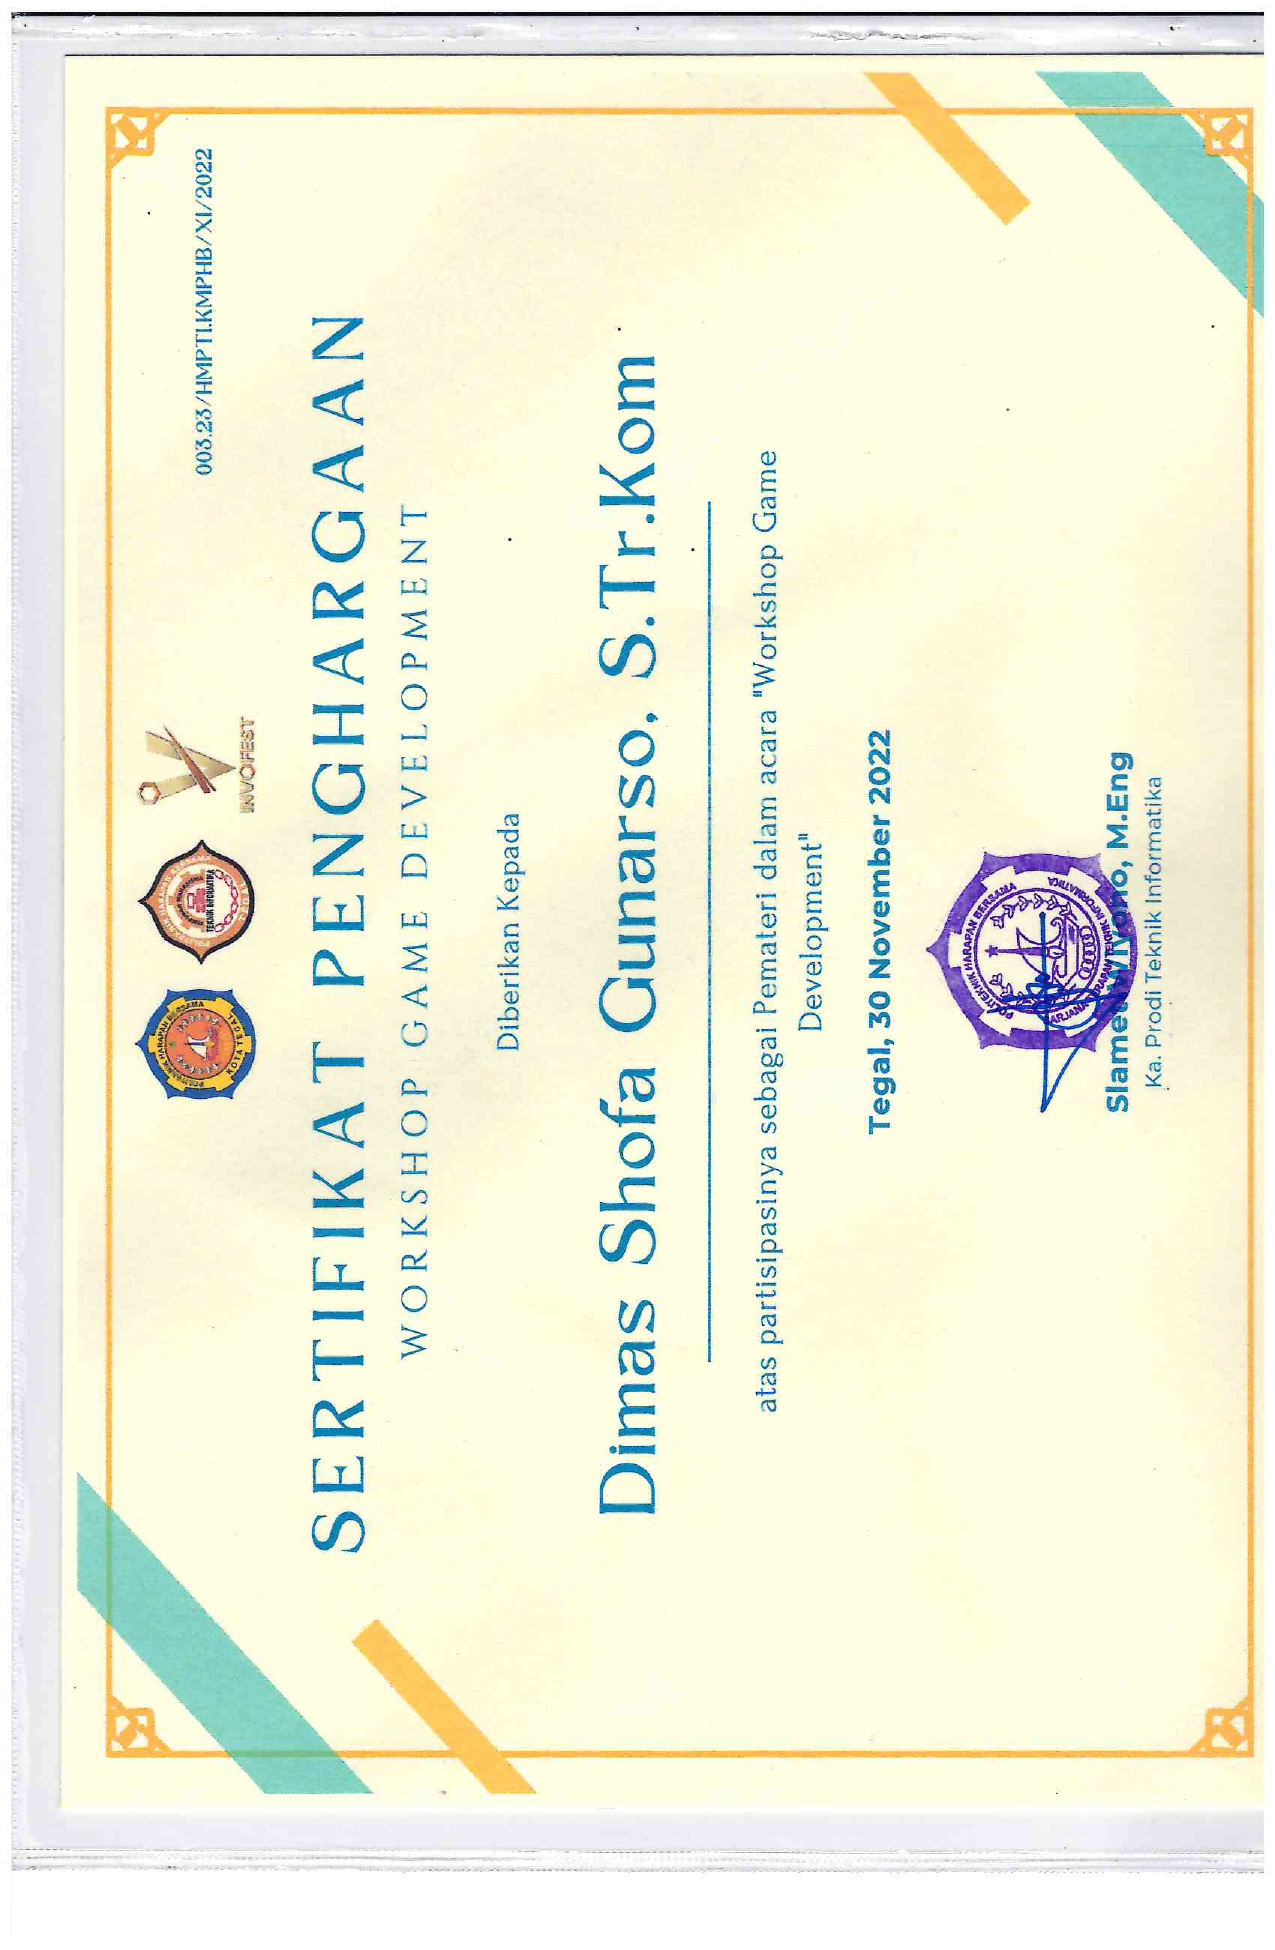 POLITEKNIK HARAPAN BERSAMA
KOTA TEGAL
TEKNIK INFORMATIKA
TEGAL
INVOFEST
003.23/HMPTI.KMPHB/XI/2022
SERTIFIKAT PENGHARGAAN
WORKSHOP GAME DEVELOPMENT
Diberikan Kepada
Dimas Shofa Gunarso, S.Tr.Kom
atas partisipasinya sebagai Pemateri dalam acara "Workshop Game
Development"
Tegal, 30 November 2022
POLITEKNIK HARAPAN BERSAMA
TEKNIK INFORMATIKA
Slamet Wiyono, M.Eng
Ka. Prodi Teknik Informatika